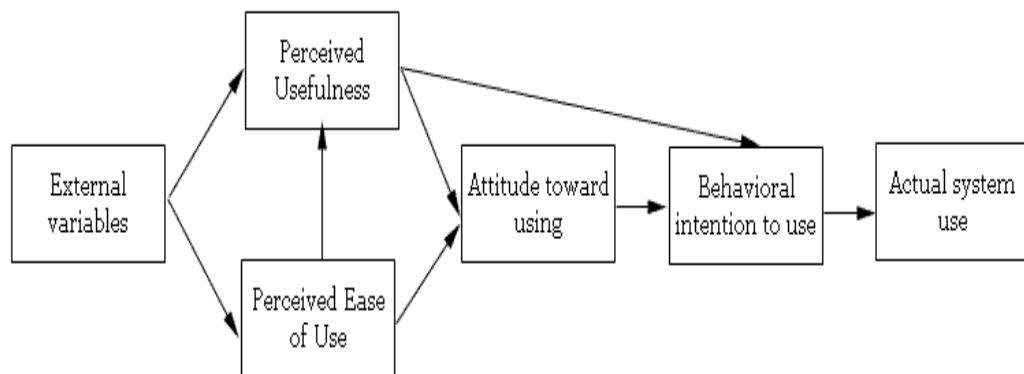 Perceived
Usefulness
External
variables
Attitude toward
using
Behavioral
intention to use
Actual system
use
Perceived Ease
of Use